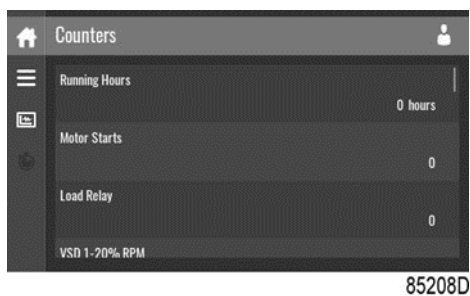 Counters
Running Hours
0 hours
Motor Starts
0
Load Relay
0
VSD 1-20% RPM
85208D